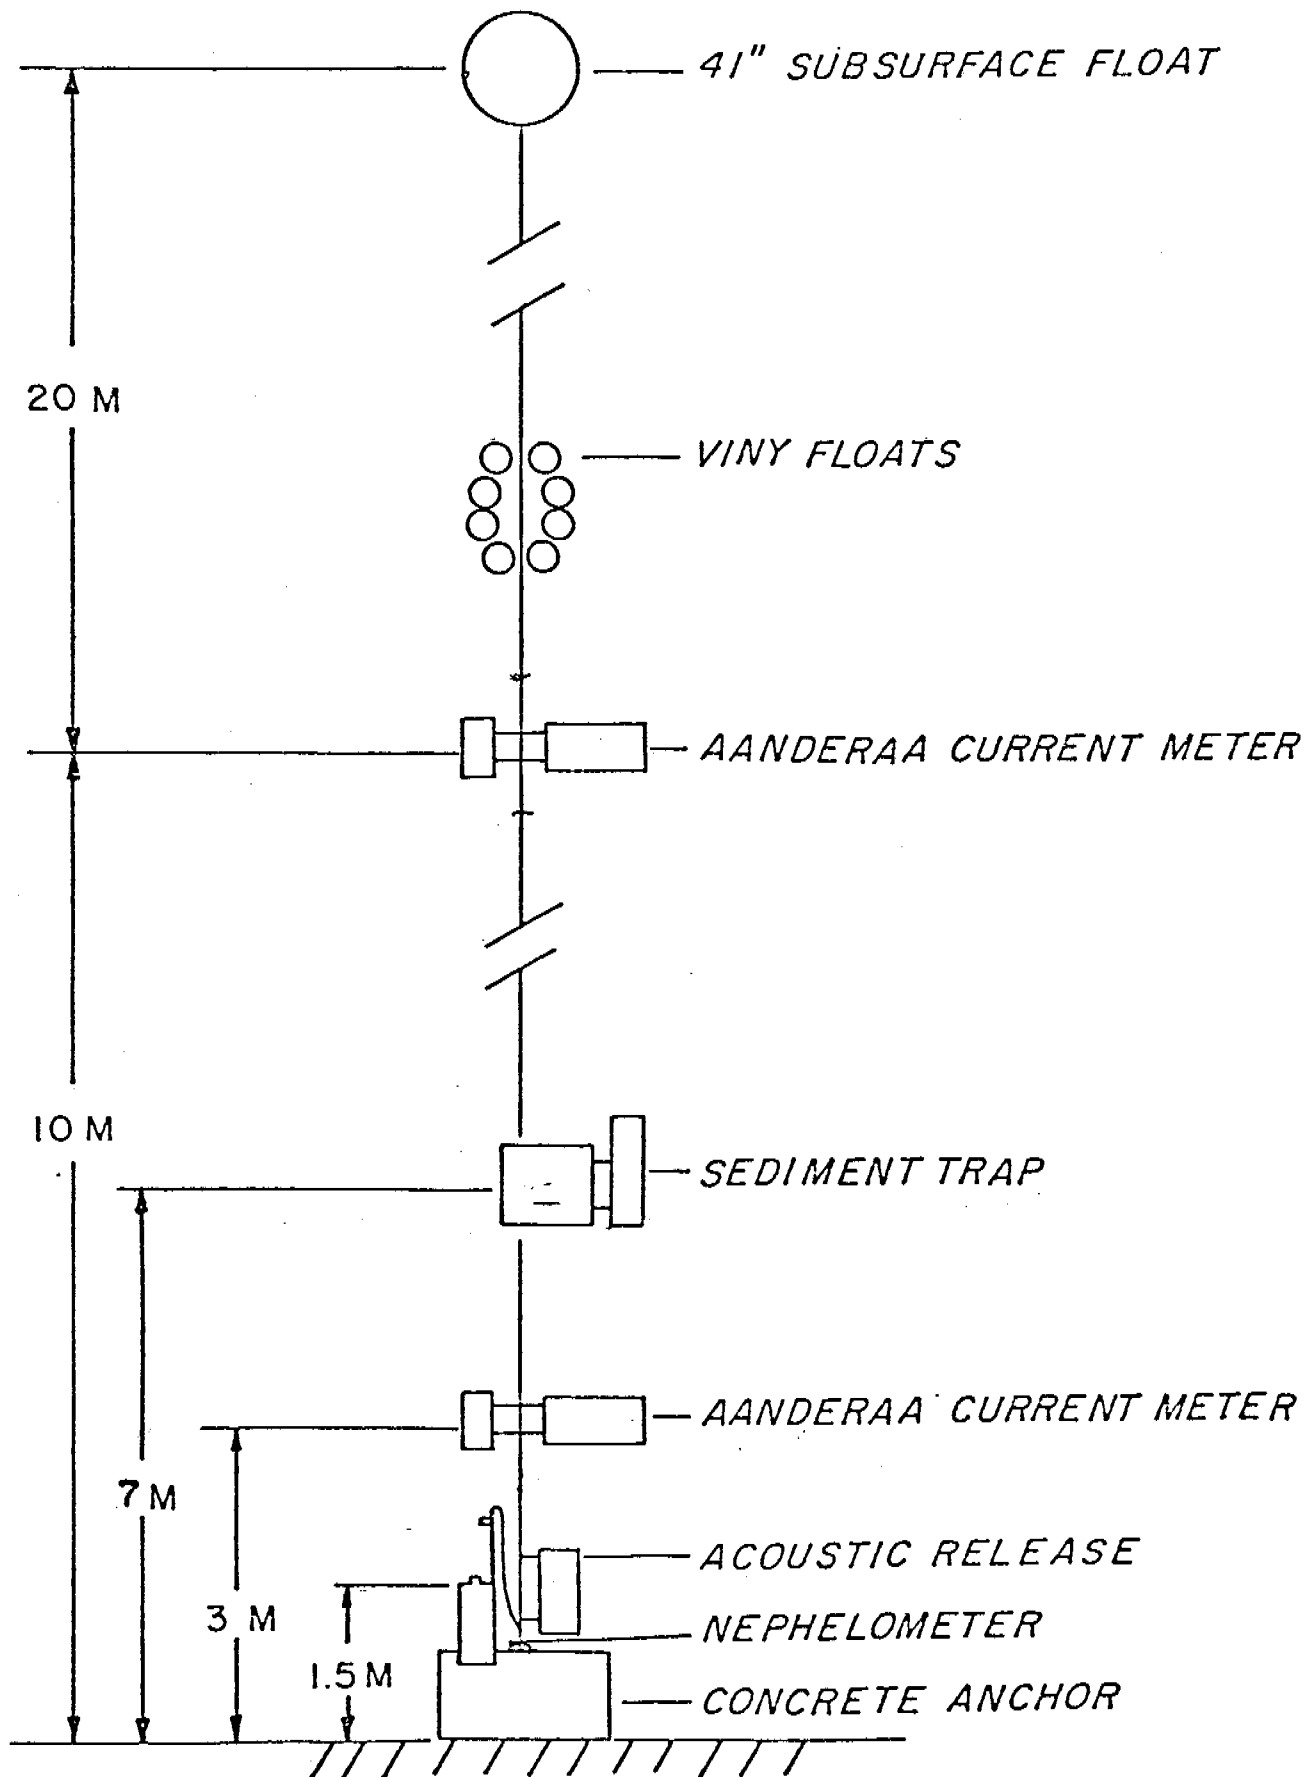 41" SUBSURFACE FLOAT
20 M
VINY FLOATS
AANDERAA CURRENT METER
10 M
SEDIMENT TRAP
AANDERAA CURRENT METER
7 M
ACOUSTIC RELEASE
3 M
NEPHELOMETER
1.5 M
CONCRETE ANCHOR